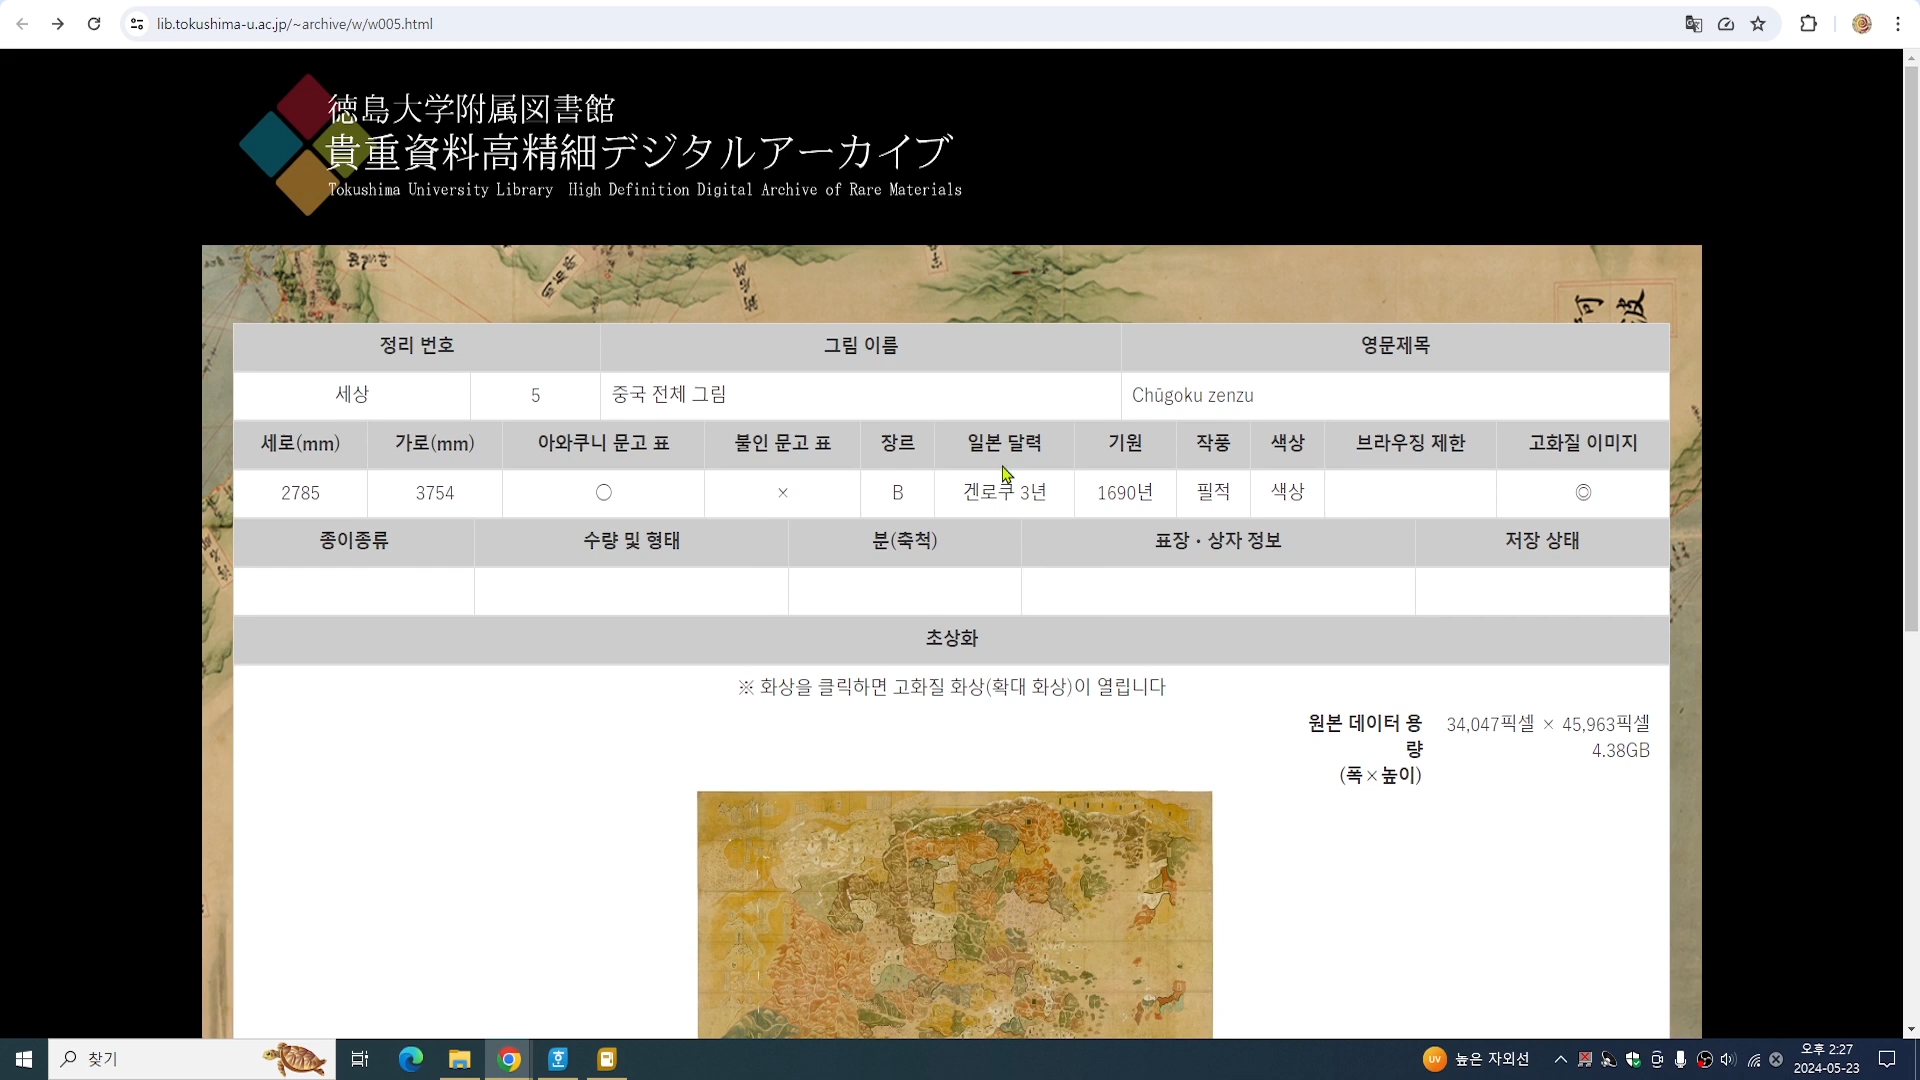 lib.tokushima-u.ac.jp/~archive/w/w005.html
徳島大学附属図書館
貴重資料高精細デジタルアーカイブ
Tokushima University Library High Definition Digital Archive of Rare Materials
阿波
정리 번호 그림 이름 영문제목
세상 5 중국 전체 그림 Chūgoku zenzu
세로(mm) 가로(mm) 아와쿠니 문고 표 불인 문고 표 장르 일본 달력 기원 작풍 색상 브라우징 제한 고화질 이미지
2785 3754 ○ × B 겐로쿠 3년 1690년 필적 색상 ◎
종이종류 수량 및 형태 분(축척) 표장・상자 정보 저장 상태
초상화
※ 화상을 클릭하면 고화질 화상(확대 화상)이 열립니다
원본 데이터 용 34,047픽셀 × 45,963픽셀
량 4.38GB
(폭×높이)
찾기
UV 높은 자외선
오후 2:27
2024-05-23